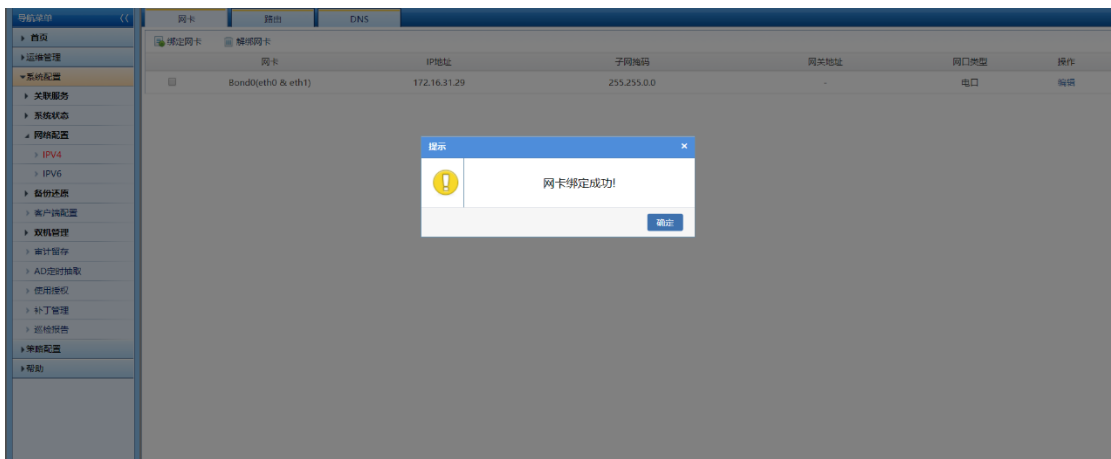 导航菜单 《 网卡 路由 DNS
首页
运维管理
系统配置
关联服务
系统状态
网络配置
IPV4
IPV6
备份还原
客户端配置
双机管理
审计留存
AD定时抽取
使用授权
补丁管理
巡检报告
策略配置
帮助
绑定网卡 解绑网卡
网卡 IP地址 子网掩码 网关地址 网口类型 操作
Bond0(eth0 & eth1) 172.16.31.29 255.255.0.0 - 电口 编辑
提示 ×
网卡绑定成功!
确定